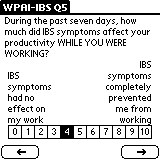 WPAI-IBS Q5
During the past seven days, how
much did IBS symptoms affect your
productivity WHILE YOU WERE
WORKING?
IBS
symptoms
had no
effect on
my work
IBS
symptoms
completely
prevented
me from
working
0 1 2 3 4 5 6 7 8 9 10